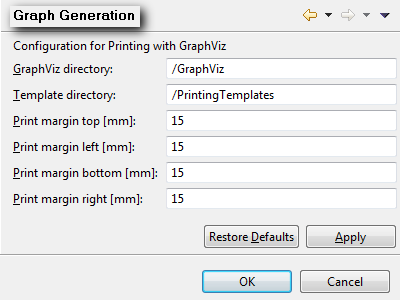 Graph Generation
Configuration for Printing with GraphViz
GraphViz directory: /GraphViz
Template directory: /PrintingTemplates
Print margin top [mm]: 15
Print margin left [mm]: 15
Print margin bottom [mm]: 15
Print margin right [mm]: 15
Restore Defaults Apply
OK Cancel